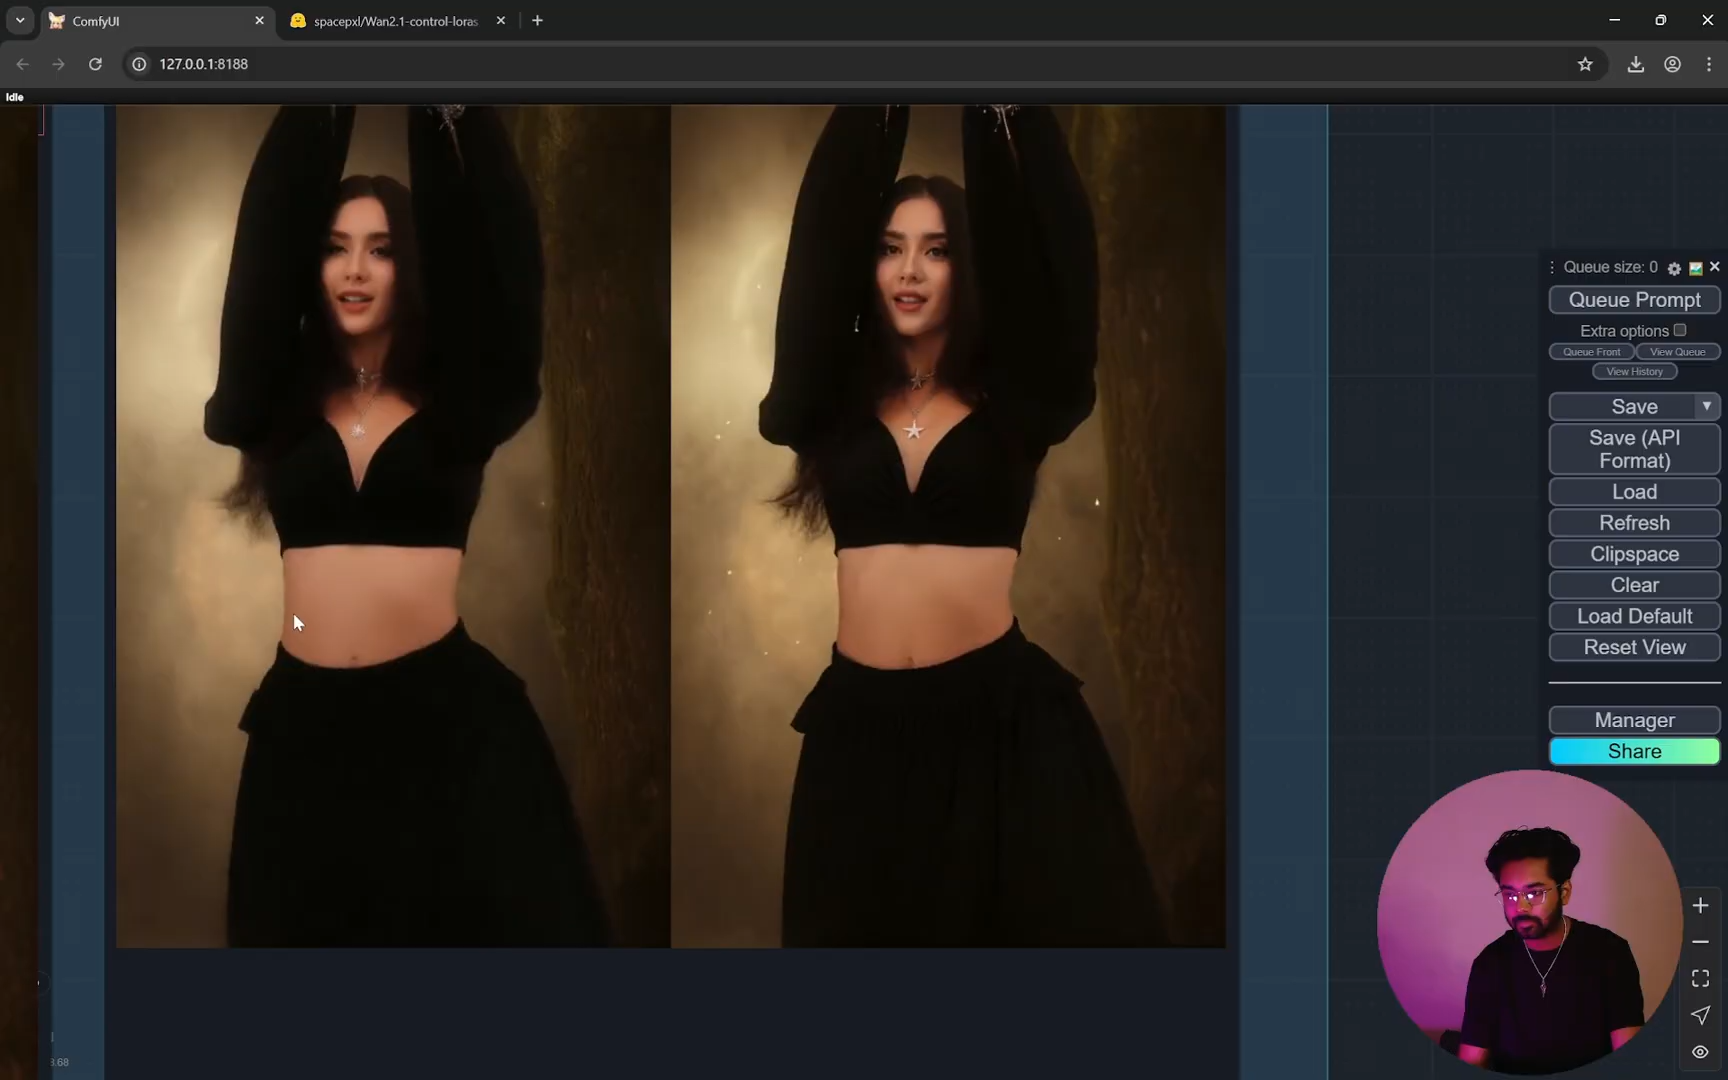 ComfyUI
spacepxl/Wan2.1-control-loras
127.0.0.1:8188
Idle
Queue size: 0
Queue Prompt
Extra options
Queue Front
View Queue
View History
Save
Save (API
Format)
Load
Refresh
Clipspace
Clear
Load Default
Reset View
Manager
Share